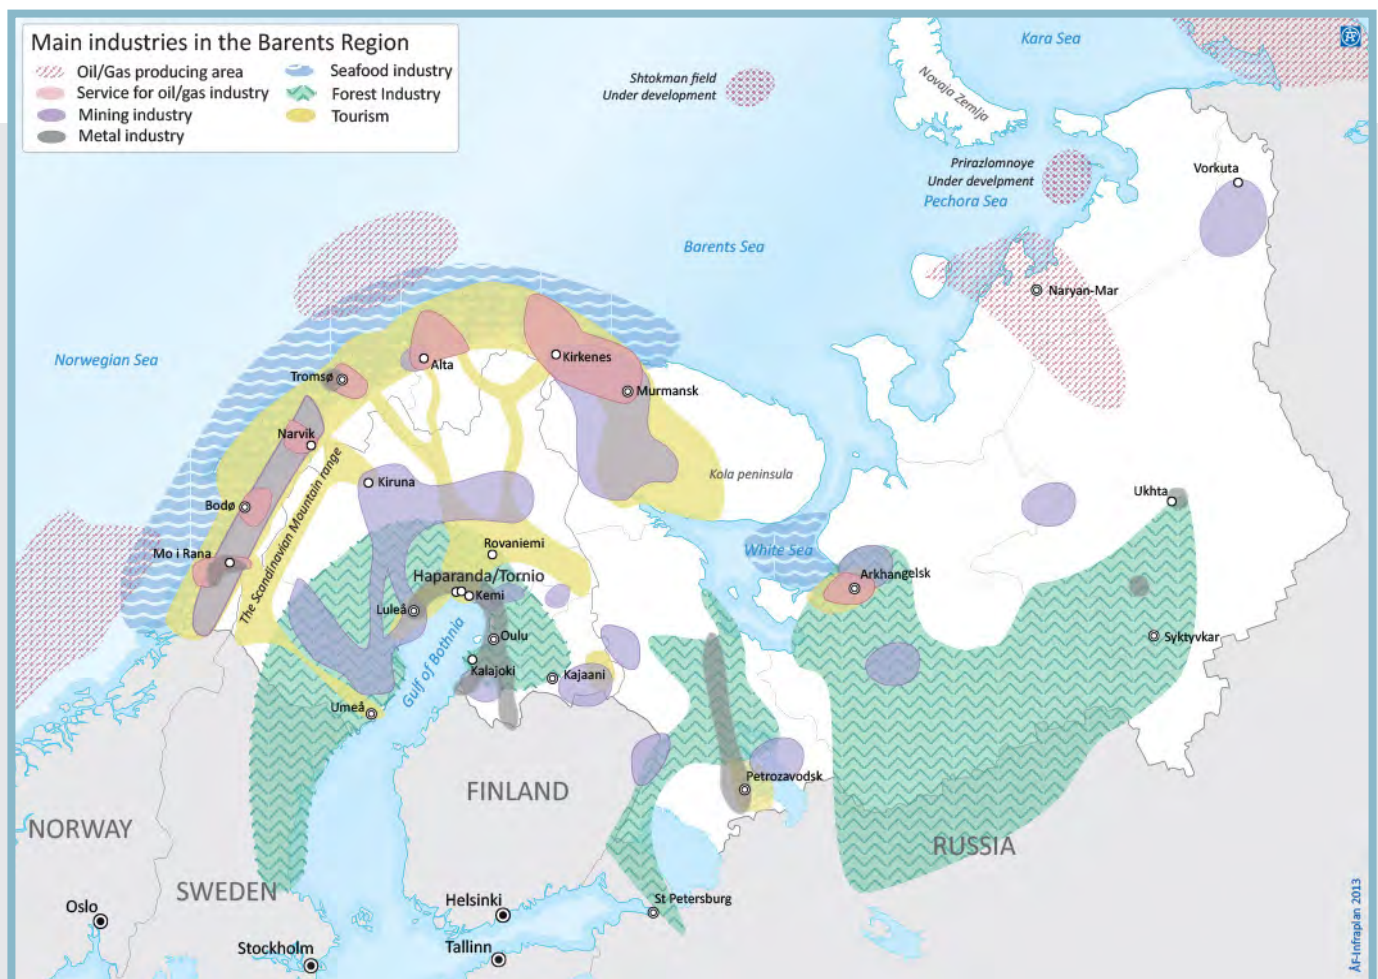 Main industries in the Barents Region
Oil/Gas producing area
Service for oil/gas industry
Mining industry
Metal industry
Seafood industry
Forest Industry
Tourism
Kara Sea
Novaja Zemlja
Shtokman field
Under development
Prirazlomnoye
Under develpment
Pechora Sea
Vorkuta
Barents Sea
Naryan-Mar
Norwegian Sea
Alta
Kirkenes
Tromsø
Murmansk
Narvik
Kola peninsula
Kiruna
Ukhta
Bodø
The Scandinavian Mountain range
Rovaniemi
White Sea
Mo i Rana
Haparanda/Tornio
Arkhangelsk
Kemi
Luleå
Oulu
Syktyvkar
Gulf of Bothnia
Kalajoki
Kajaani
Umeå
Petrozavodsk
FINLAND
NORWAY
RUSSIA
SWEDEN
Oslo
Helsinki
St Petersburg
Stockholm
Tallinn
ÅF-Infraplan 2013